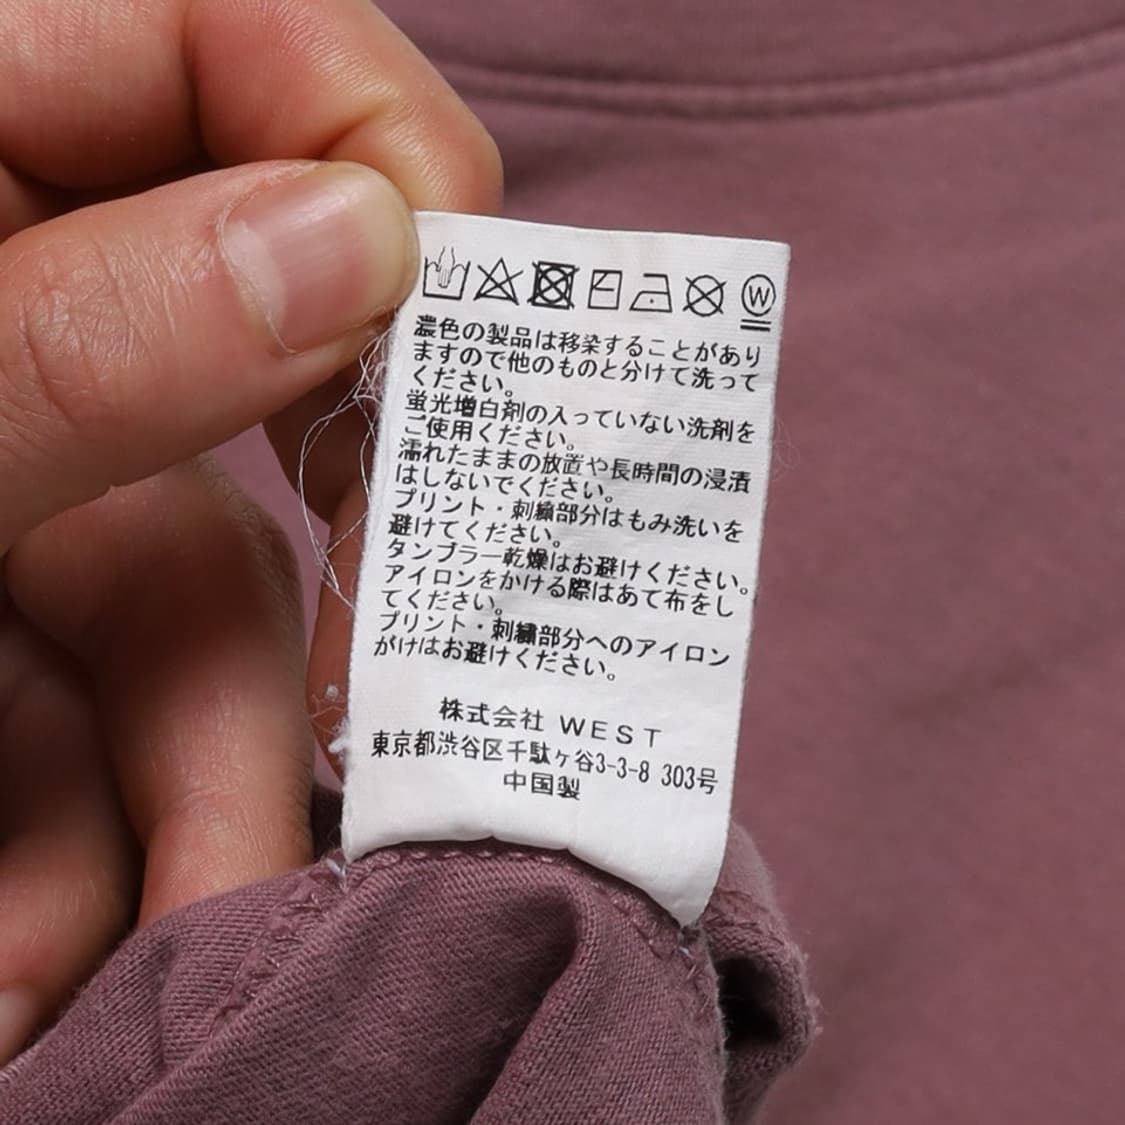 W
濃色の製品は移染することがあり
ますので他のものと分けて洗って
ください。
蛍光増白剤の入っていない洗剤を
ご使用ください。
濡れたままの放置や長時間の浸漬
はしないでください。
プリント・刺繍部分はもみ洗いを
避けてください。
タンブラー乾燥はお避けください。
アイロンをかける際はあて布をし
てください。
プリント・刺繍部分へのアイロン
がけはお避けください。
株式会社 WEST
東京都渋谷区千駄ヶ谷3-3-8 303号
中国製